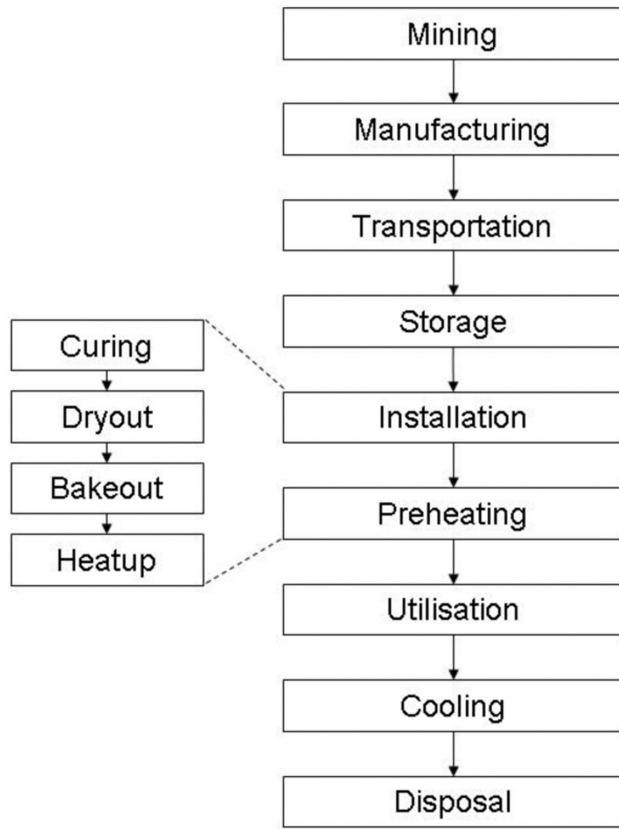 Mining
Manufacturing
Transportation
Storage
Installation
Preheating
Utilisation
Cooling
Disposal
Curing
Dryout
Bakeout
Heatup